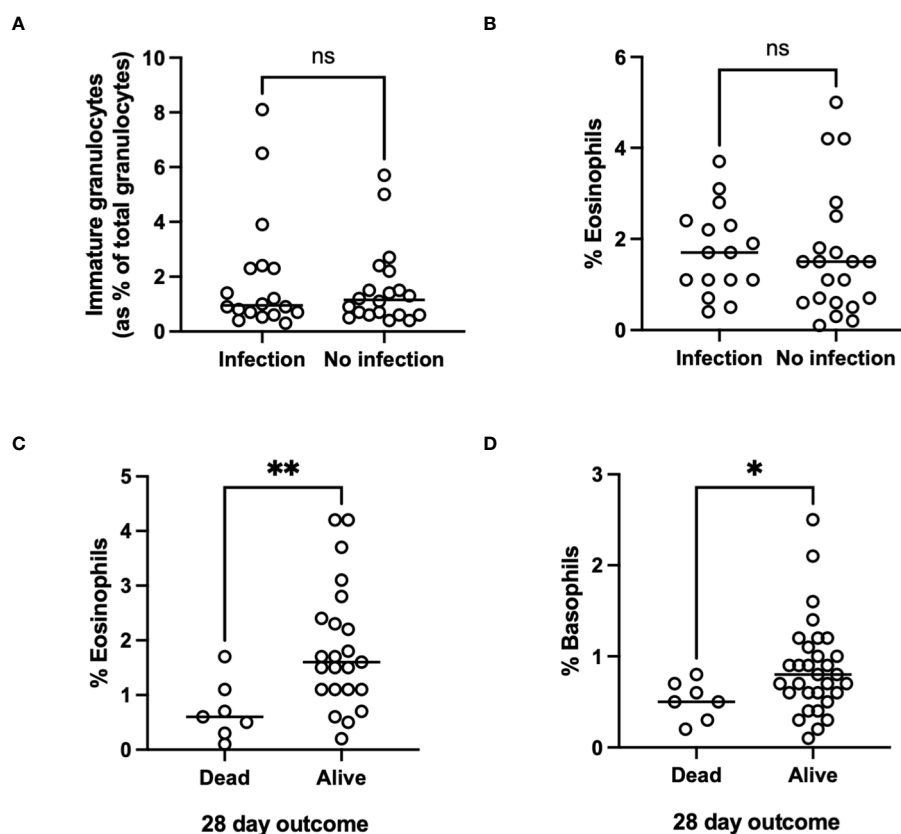 A
Immature granulocytes
(as % of total granulocytes)
10
8
6
4
2
0
ns
Infection
No infection
B
% Eosinophils
6
4
2
0
ns
Infection
No infection
C
% Eosinophils
5
4
3
2
1
0
**
Dead
Alive
28 day outcome
D
% Basophils
3
2
1
0
*
Dead
Alive
28 day outcome